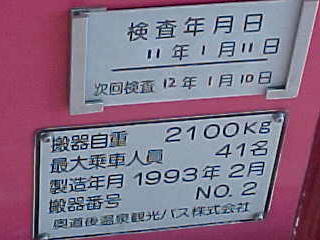 検査年月日
11年1月11日
次回検査 12年1月10日
搬器自重 2100Kg
最大乗車人員 41名
製造年月 1993年2月
搬器番号 NO.2
奥道後温泉観光バス株式会社